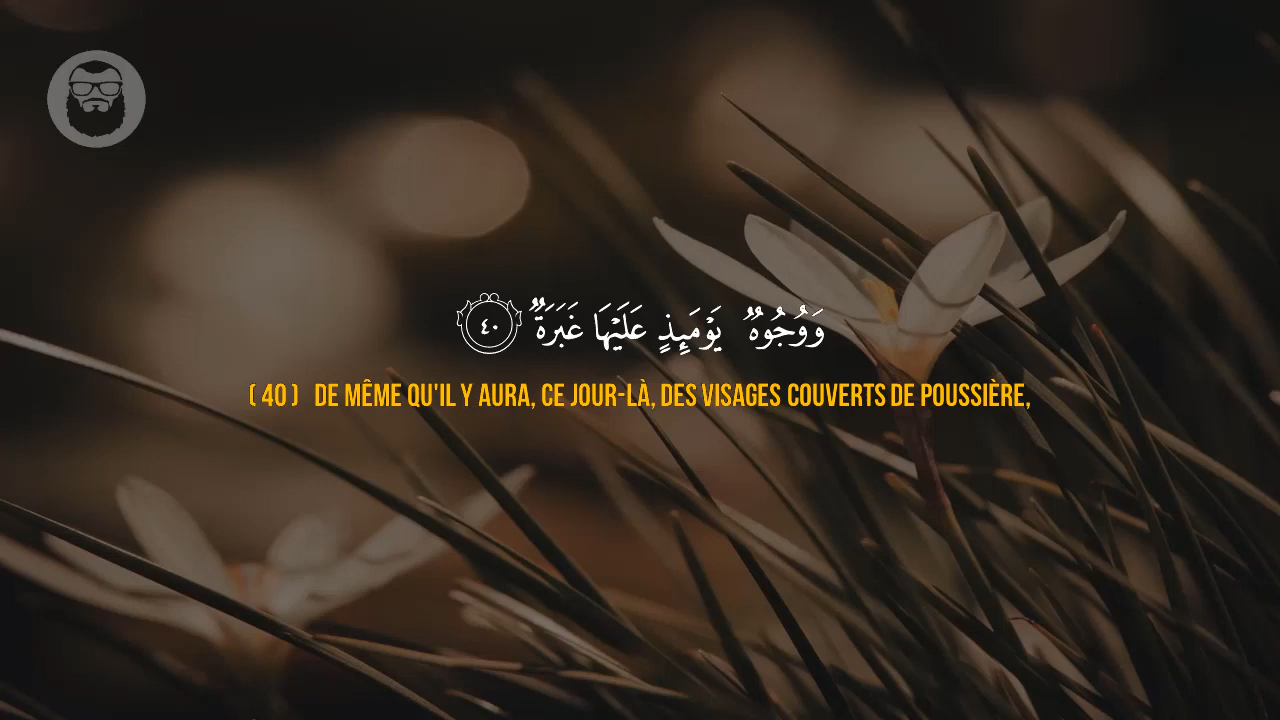 وَوُجُوهٌ يَوْمَئِذٍ عَلَيْهَا غَبَرَةٌ ٤٠
( 40 ) DE MÊME QU'IL Y AURA, CE JOUR-LÀ, DES VISAGES COUVERTS DE POUSSIÈRE,